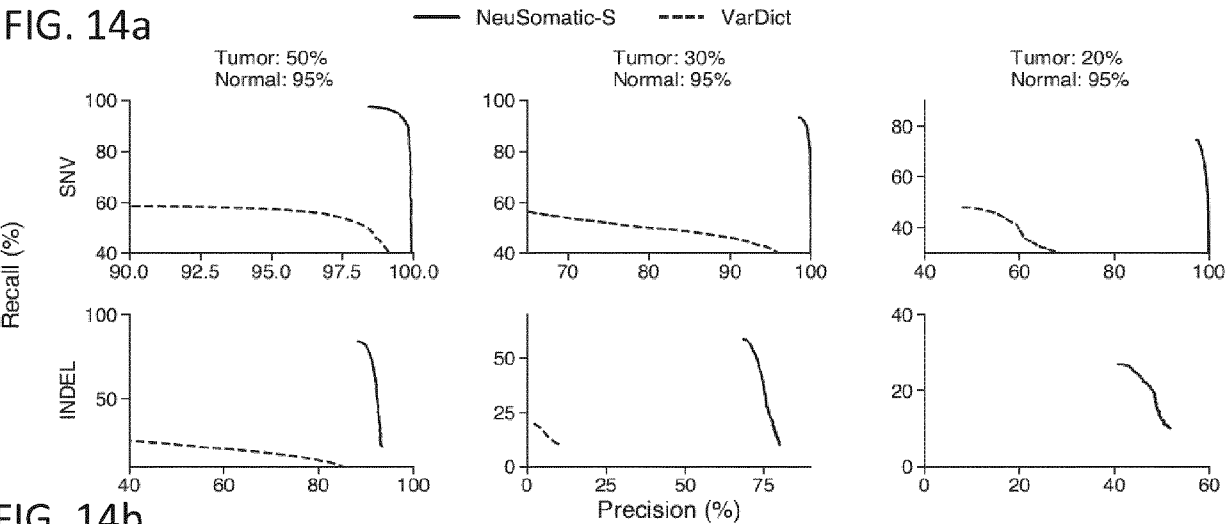 FIG. 14a
NeuSomatic-S VarDict
Tumor: 50%
Normal: 95%
Tumor: 30%
Normal: 95%
Tumor: 20%
Normal: 95%
Recall (%)
SNV
100
80
60
40
90.0 92.5 95.0 97.5 100.0
100
80
60
40
70 80 90 100
80
60
40
40 60 80 100
INDEL
100
50
40 60 80 100
50
25
0
0 25 50 75
40
20
0
0 20 40 60
Precision (%)
FIG. 14b